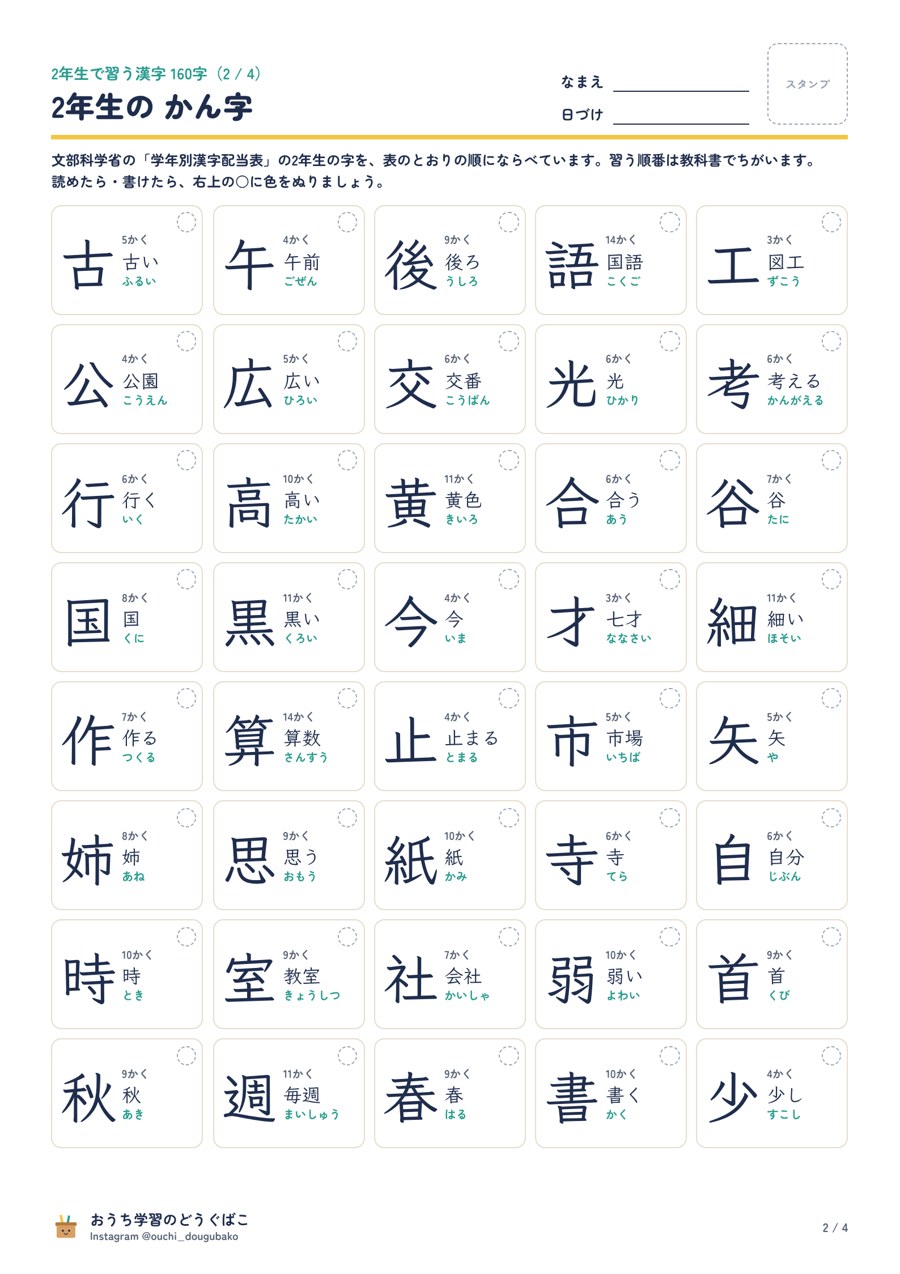 2年生で習う漢字 160字（2 / 4）
2年生の かん字
なまえ
日づけ
スタンプ
文部科学省の「学年別漢字配当表」の2年生の字を、表のとおりの順にならべています。習う順番は教科書でちがいます。
読めたら・書けたら、右上の○に色をぬりましょう。
古 5かく 古い ふるい
午 4かく 午前 ごぜん
後 9かく 後ろ うしろ
語 14かく 国語 こくご
工 3かく 図工 ずこう
公 4かく 公園 こうえん
広 5かく 広い ひろい
交 6かく 交番 こうばん
光 6かく 光 ひかり
考 6かく 考える かんがえる
行 6かく 行く いく
高 10かく 高い たかい
黄 11かく 黄色 きいろ
合 6かく 合う あう
谷 7かく 谷 たに
国 8かく 国 くに
黒 11かく 黒い くろい
今 4かく 今 いま
才 3かく 七才 ななさい
細 11かく 細い ほそい
作 7かく 作る つくる
算 14かく 算数 さんすう
止 4かく 止まる とまる
市 5かく 市場 いちば
矢 5かく 矢 や
姉 8かく 姉 あね
思 9かく 思う おもう
紙 10かく 紙 かみ
寺 6かく 寺 てら
自 6かく 自分 じぶん
時 10かく 時 とき
室 9かく 教室 きょうしつ
社 7かく 会社 かいしゃ
弱 10かく 弱い よわい
首 9かく 首 くび
秋 9かく 秋 あき
週 11かく 毎週 まいしゅう
春 9かく 春 はる
書 10かく 書く かく
少 4かく 少し すこし
おうち学習のどうぐばこ
Instagram @ouchi_dougubako
2 / 4